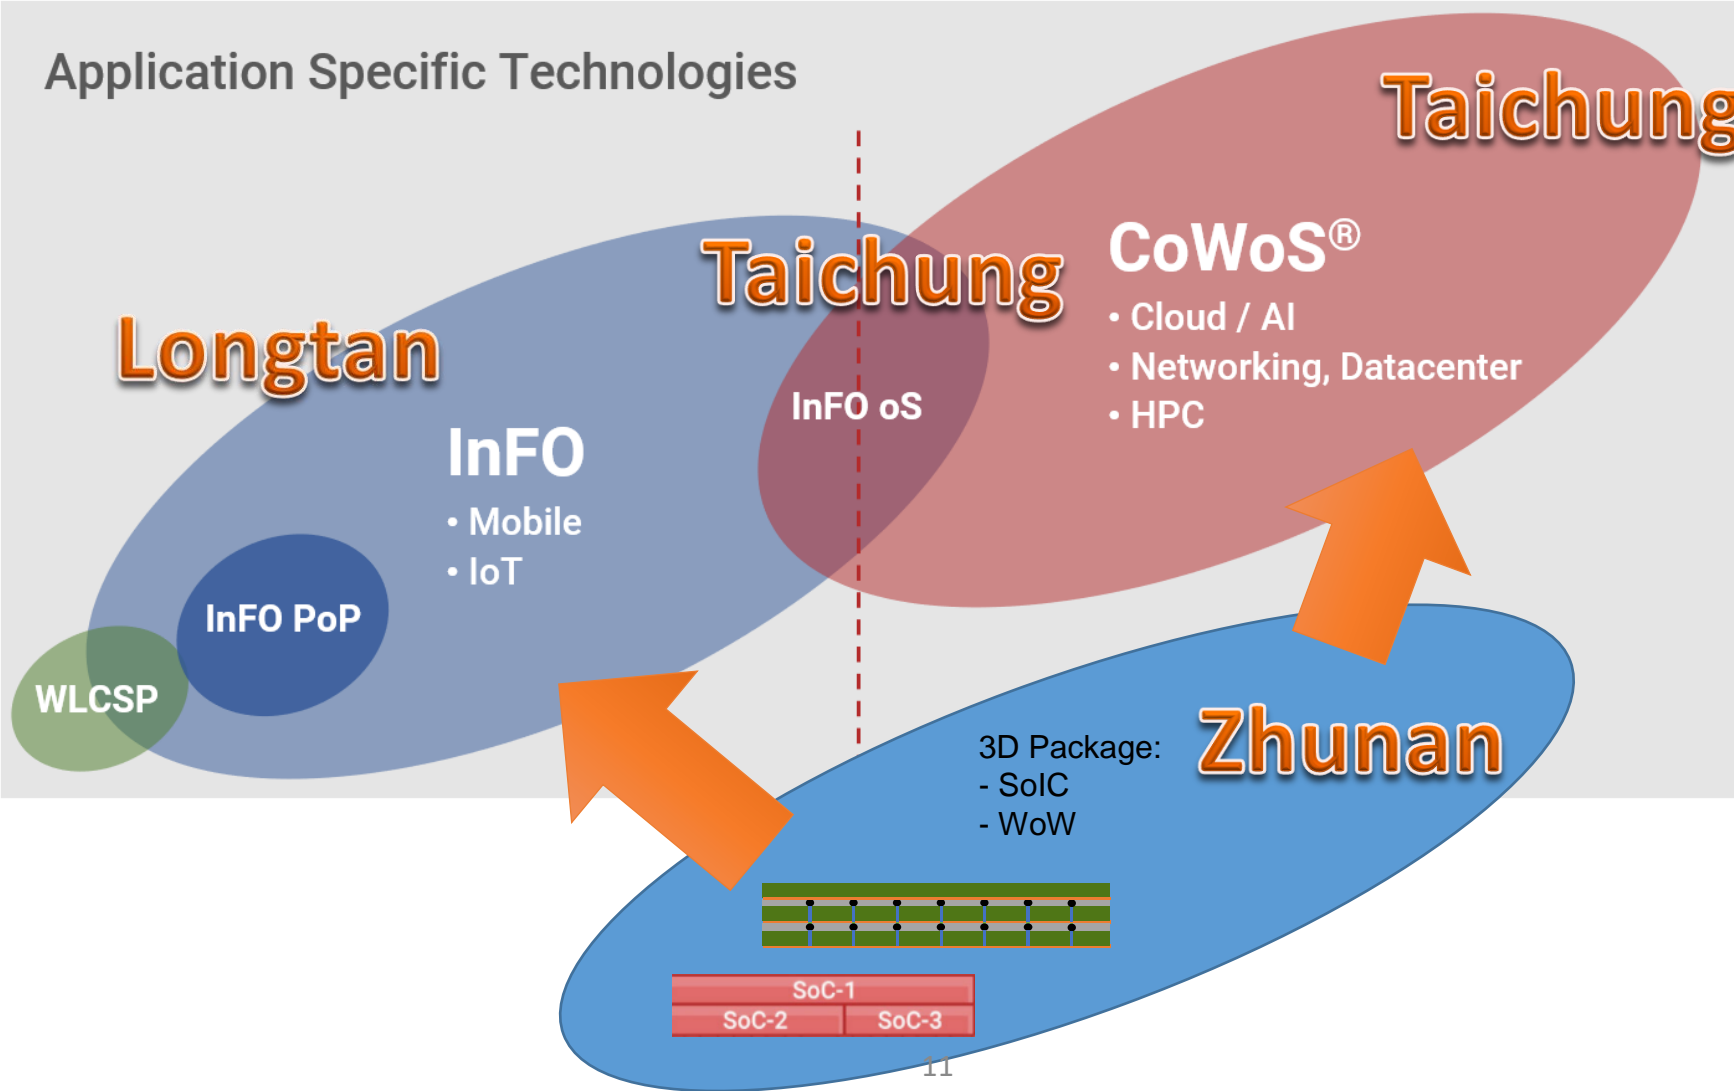 Application Specific Technologies
Taichung
CoWoS®
• Cloud / AI
• Networking, Datacenter
• HPC
Taichung
InFO oS
Longtan
InFO
• Mobile
• IoT
InFO PoP
WLCSP
Zhunan
3D Package:
- SoIC
- WoW
SoC-1
SoC-2 SoC-3
11